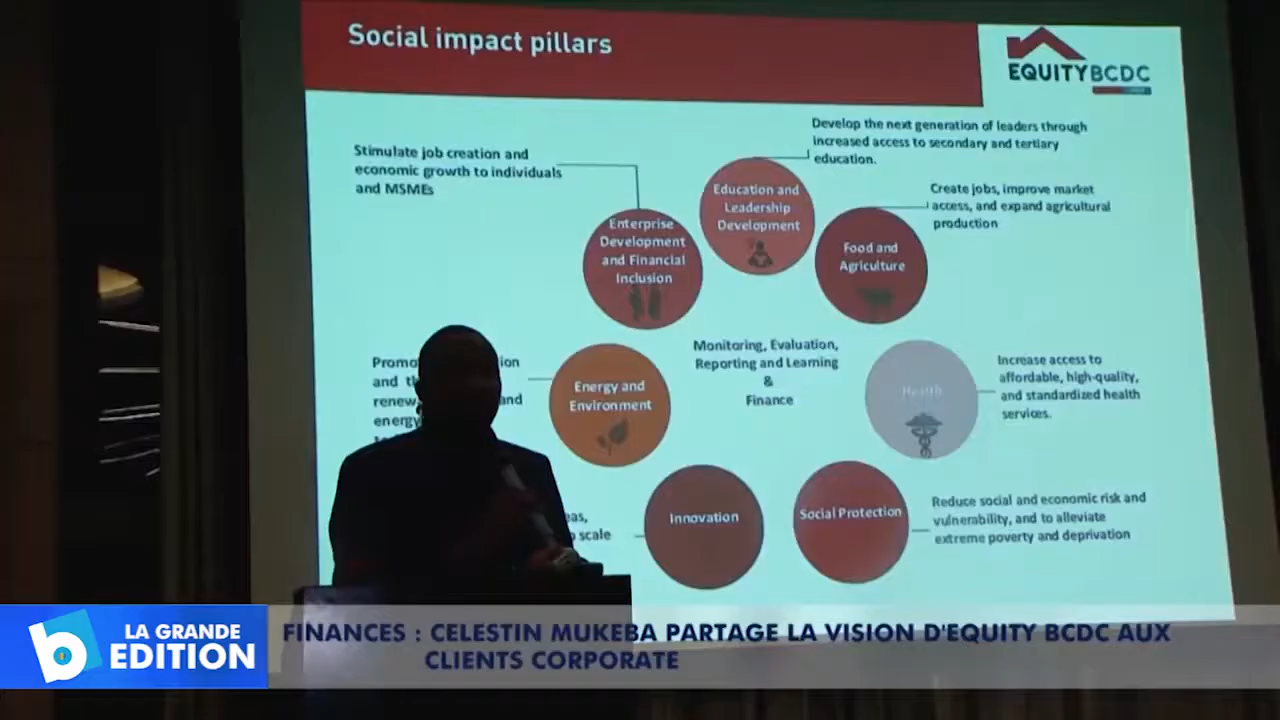 Social impact pillars
EQUITYBCDC
Stimulate job creation and
economic growth to individuals
and MSMEs
Develop the next generation of leaders through
increased access to secondary and tertiary
education.
Create jobs, improve market
access, and expand agricultural
production
Education and
Leadership
Development
Enterprise
Development
and Financial
Inclusion
Food and
Agriculture
Monitoring, Evaluation,
Reporting and Learning
&
Finance
and
energy
Energy and
Environment
Health
Increase access to
affordable, high-quality,
and standardized health
services.
scale
Innovation
Social Protection
Reduce social and economic risk and
vulnerability, and to alleviate
extreme poverty and deprivation
b LA GRANDE
EDITION
FINANCES : CELESTIN MUKEBA PARTAGE LA VISION D'EQUITY BCDC AUX
CLIENTS CORPORATE